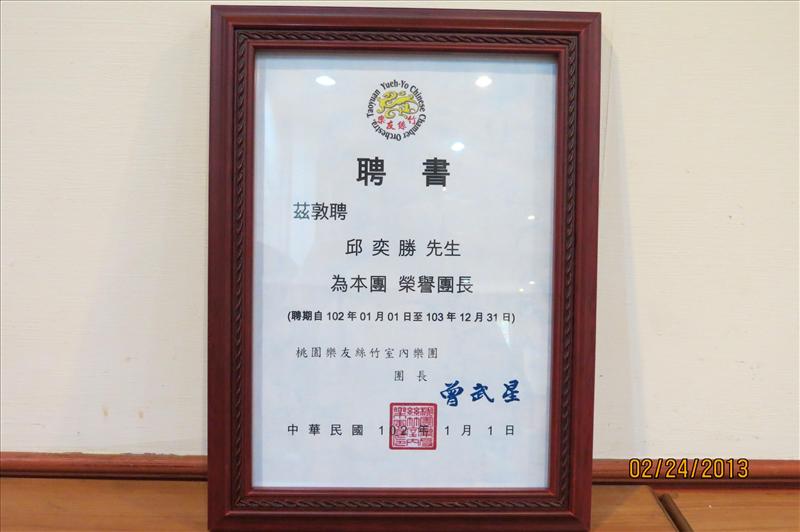 Taoyuan Yueh-Yo Chinese Chamber Orchestra.
樂友絲竹
聘書
茲敦聘
邱奕勝 先生
為本團 榮譽團長
(聘期自102年01月01日至103年12月31日)
桃園樂友絲竹室內樂團
團長
曾武星
中華民國 102 年 1 月 1 日
02/24/2013